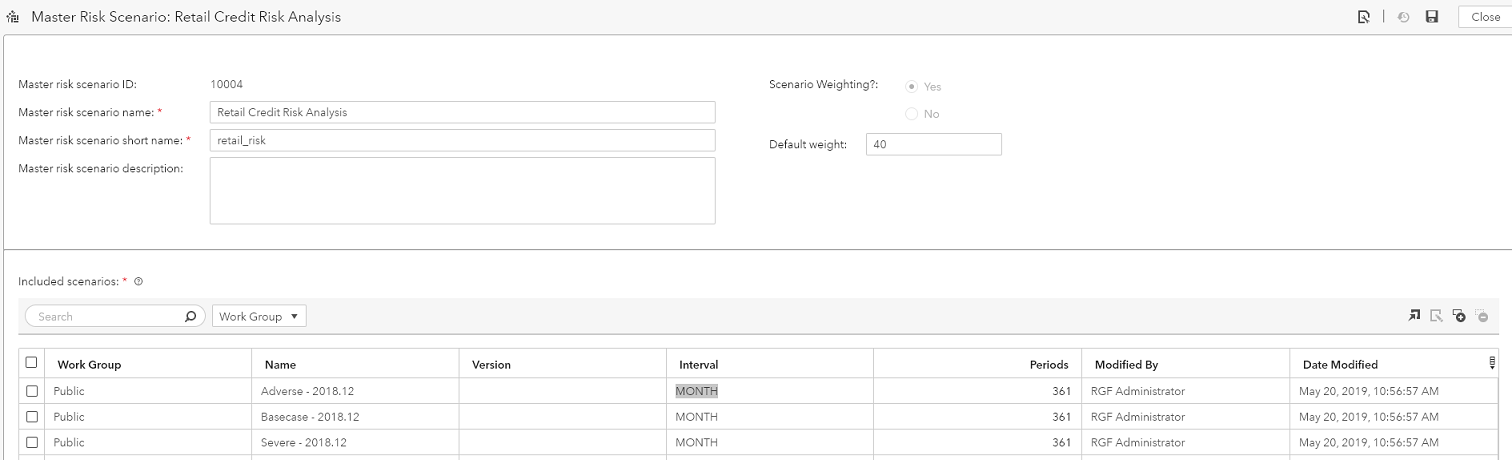 Master Risk Scenario: Retail Credit Risk Analysis
Close
Master risk scenario ID: 10004
Master risk scenario name: * Retail Credit Risk Analysis
Master risk scenario short name: * retail_risk
Master risk scenario description:
Scenario Weighting?: Yes
No
Default weight: 40
Included scenarios: *
Search Work Group
Work Group Name Version Interval Periods Modified By Date Modified
Public Adverse - 2018.12 MONTH 361 RGF Administrator May 20, 2019, 10:56:57 AM
Public Basecase - 2018.12 MONTH 361 RGF Administrator May 20, 2019, 10:56:57 AM
Public Severe - 2018.12 MONTH 361 RGF Administrator May 20, 2019, 10:56:57 AM